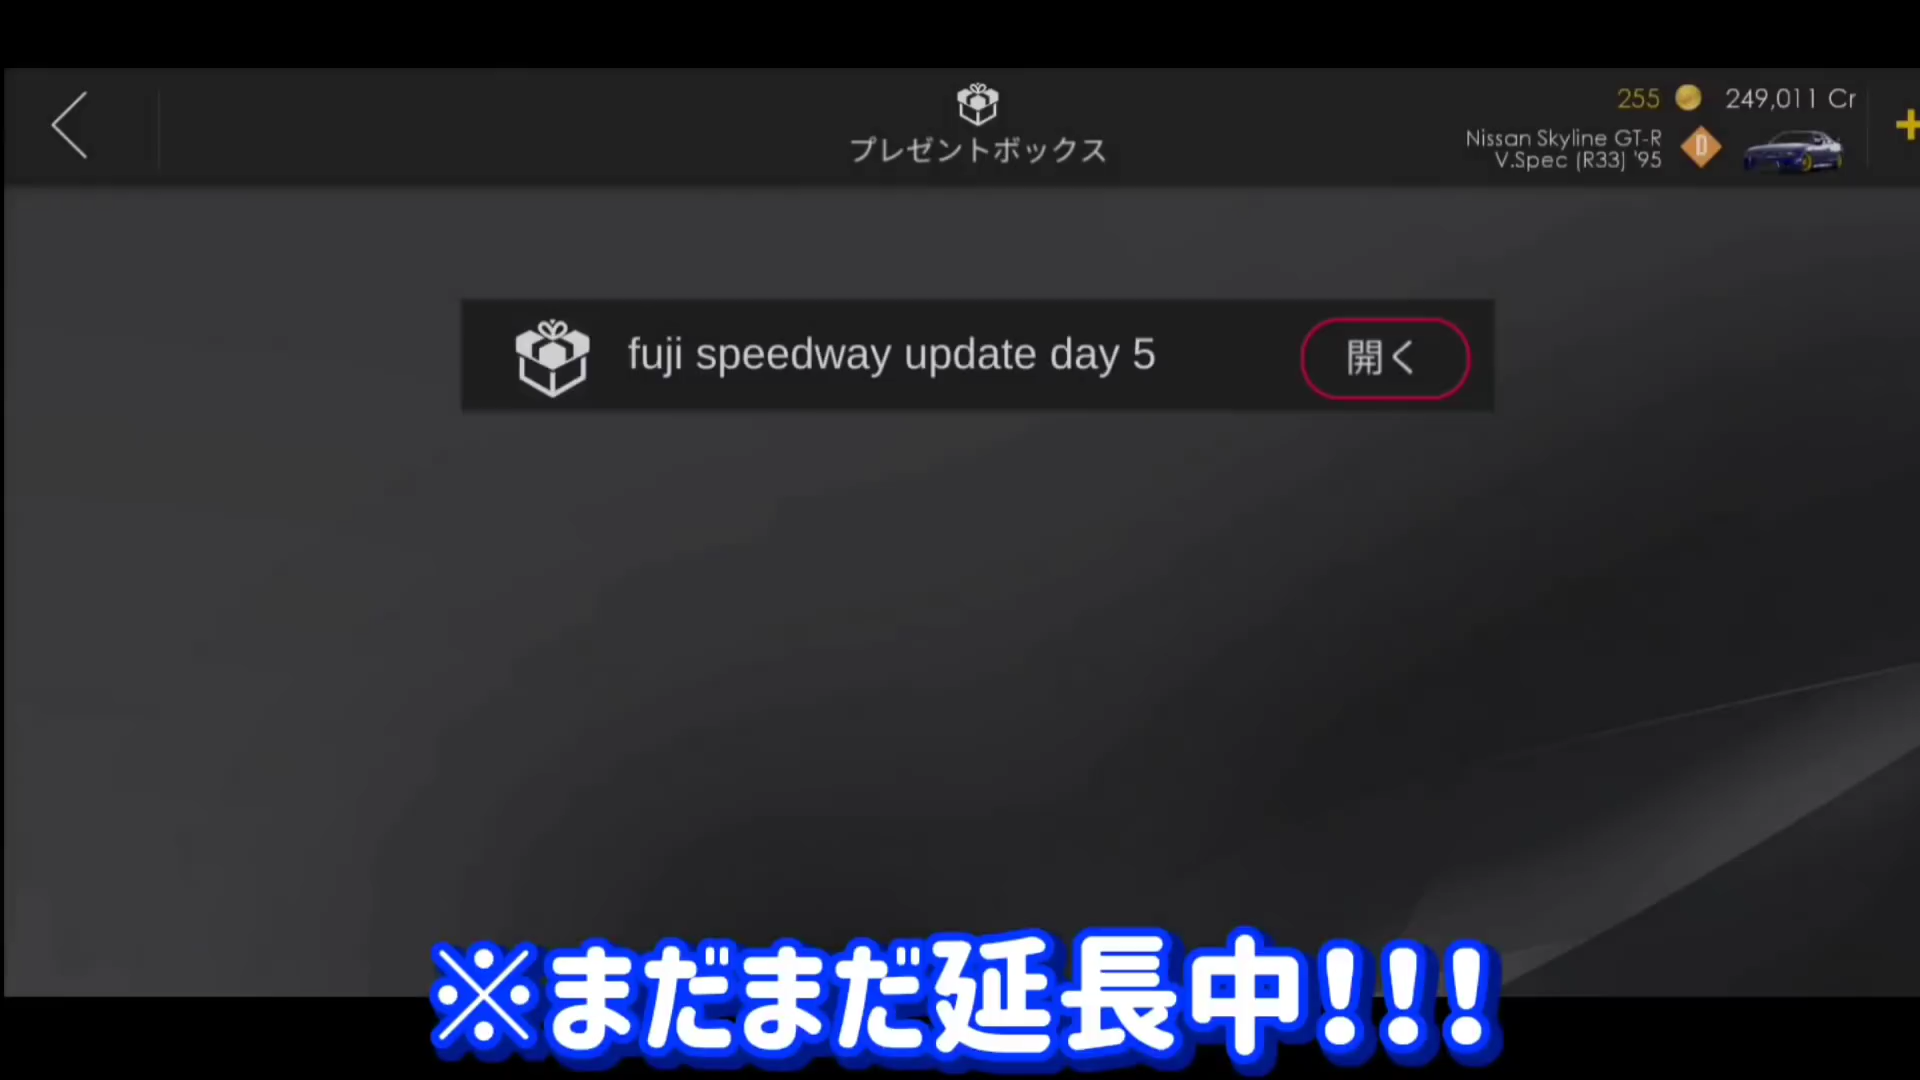 255 249,011 Cr
プレゼントボックス
Nissan Skyline GT-R
V.Spec (R33) '95
D
fuji speedway update day 5
開く
※まだまだ延長中!!!